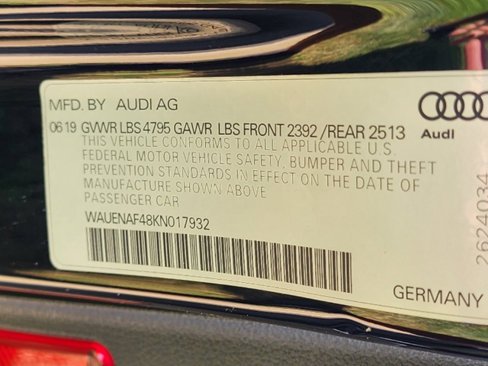 MFD. BY AUDI AG
06 19 GVWR LBS 4795 GAWR LBS FRONT 2392 / REAR 2513
THIS VEHICLE CONFORMS TO ALL APPLICABLE U.S.
FEDERAL MOTOR VEHICLE SAFETY, BUMPER AND THEFT
PREVENTION STANDARDS IN EFFECT ON THE DATE OF
MANUFACTURE SHOWN ABOVE
PASSENGER CAR
WAUENAF48KN017932
Audi
2624034
GERMANY